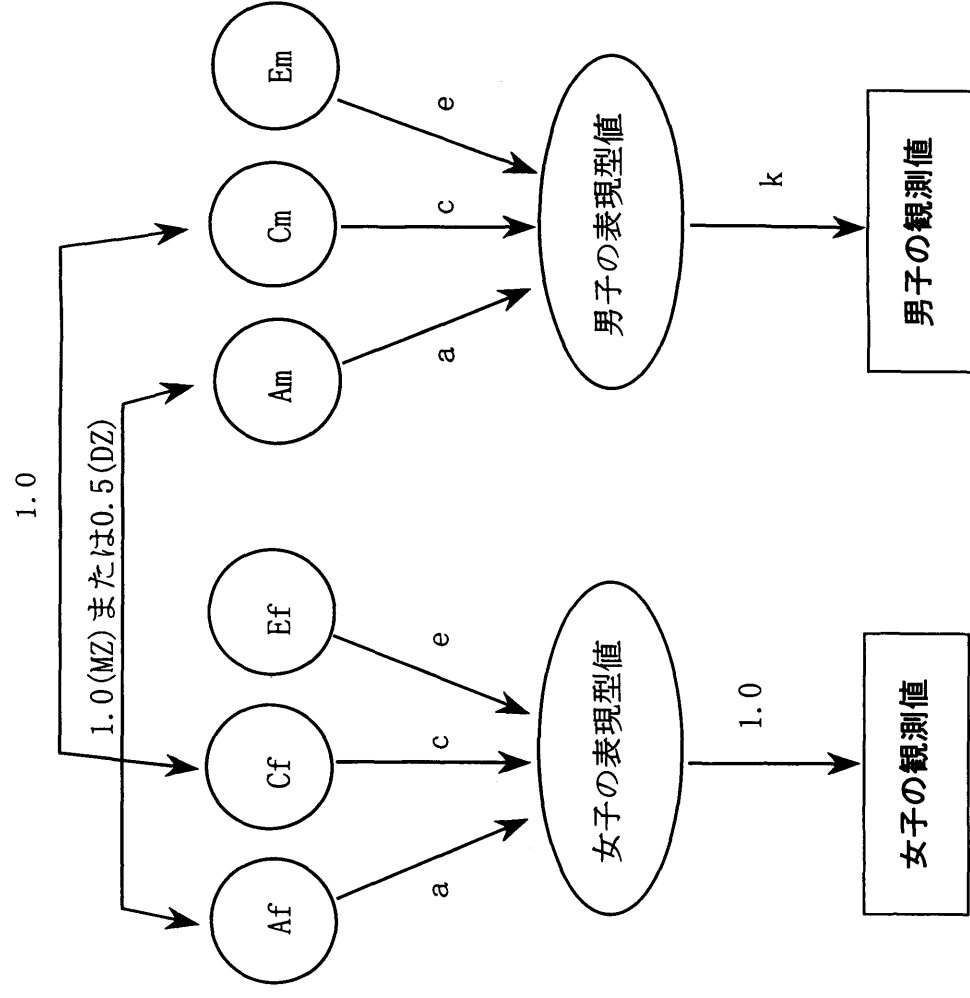 1.0
1.0(MZ)または0.5(DZ)
Af
Cf
Ef
Am
Cm
Em
a
c
e
a
c
e
女子の表現型値
男子の表現型値
1.0
k
女子の観測値
男子の観測値